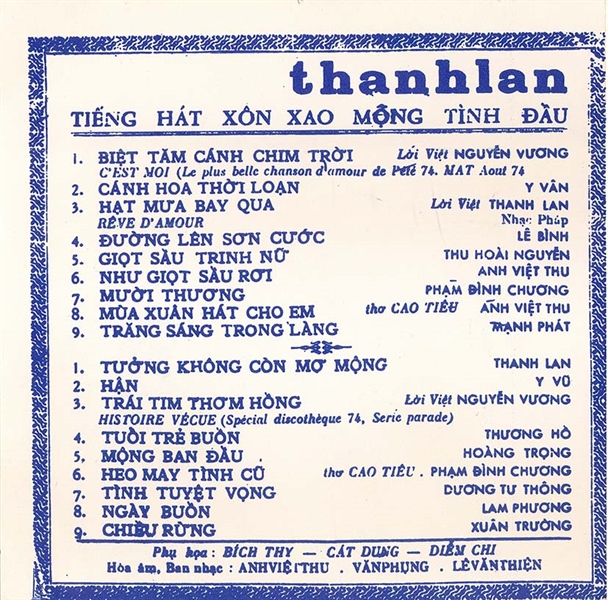 thanhlan
TIẾNG HÁT XÔN XAO MỘNG TÌNH ĐẦU
1. BIỆT TĂM CÁNH CHIM TRỜI Lời Việt NGUYỄN VƯƠNG
C'EST MOI (Le plus belle chanson d'amour de l'eté 74. MAT Aout 74
2. CÁNH HOA THỜI LOẠN Y VÂN
3. HẠT MƯA BAY QUA Lời Việt THANH LAN
RÊVE D'AMOUR Nhạc Pháp
4. ĐƯỜNG LÊN SƠN CƯỚC LÊ BÌNH
5. GIỌT SẦU TRINH NỮ THU HOÀI NGUYÊN
6. NHƯ GIỌT SẦU RƠI ANH VIỆT THU
7. MƯỜI THƯƠNG PHẠM ĐÌNH CHƯƠNG
8. MÙA XUÂN HÁT CHO EM thơ CAO TIÊU ANH VIỆT THU
9. TRĂNG SÁNG TRONG LÀNG MẠNH PHÁT
1. TƯỞNG KHÔNG CÒN MƠ MỘNG THANH LAN
2. HẬN Y VŨ
3. TRÁI TIM THƠM HỒNG Lời Việt NGUYỄN VƯƠNG
HISTOIRE VÉCUE (Spécial discothèque 74, Serie parade)
4. TUỔI TRẺ BUỒN THƯƠNG HỒ
5. MỘNG BAN ĐẦU . HOÀNG TRỌNG
6. HEO MAY TÌNH CŨ thơ CAO TIÊU . PHẠM ĐÌNH CHƯƠNG
7. TÌNH TUYỆT VỌNG DƯƠNG TƯ THÔNG
8. NGÀY BUỒN LAM PHƯƠNG
9. CHIỀU RỪNG XUÂN TRƯỜNG
Phụ họa : BÍCH THY — CÁT DUNG — DIỄM CHI
Hòa âm, Ban nhạc : ANHVIỆTTHU . VĂNPHỤNG . LÊVĂNTHIỆN